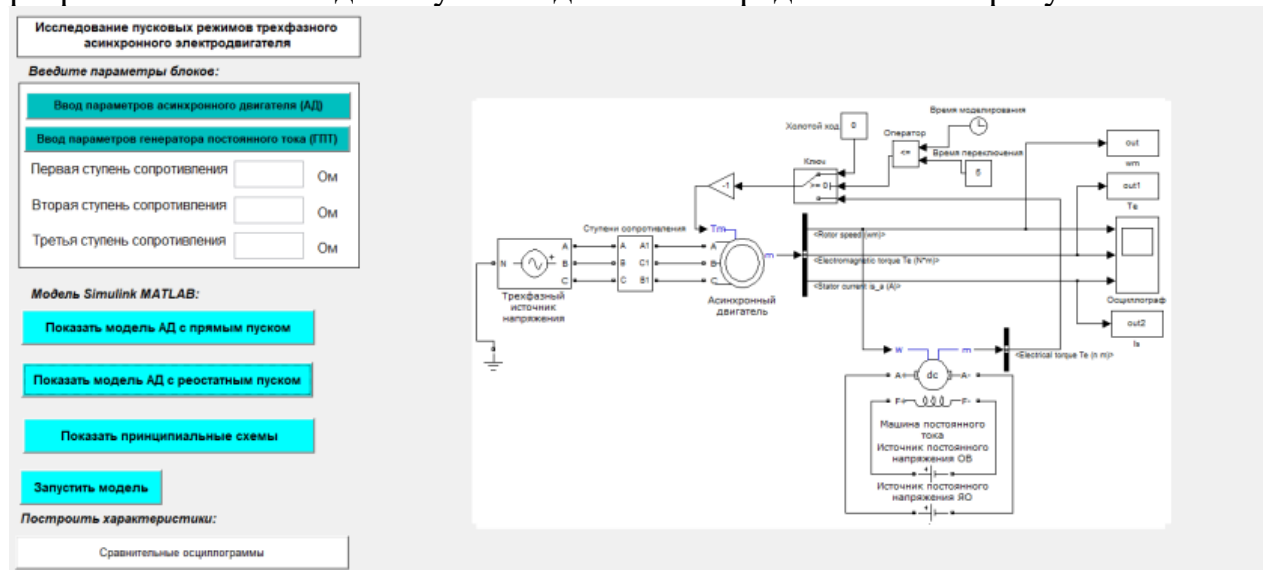 Исследование пусковых режимов трехфазного
асинхронного электродвигателя
Введите параметры блоков:
Ввод параметров асинхронного двигателя (АД)
Ввод параметров генератора постоянного тока (ГПТ)
Первая ступень сопротивления
Ом
Вторая ступень сопротивления
Ом
Третья ступень сопротивления
Ом
Модель Simulink MATLAB:
Показать модель АД с прямым пуском
Показать модель АД с реостатным пуском
Показать принципиальные схемы
Запустить модель
Построить характеристики:
Сравнительные осциллограммы
Время моделирования
Холотой ход
0
Оператор
<=
Время переключения
5
Ключ
>= 0
-1
out
wm
out1
Te
Ступени сопротивления
Tm
N
A
B
C
A A1
B C1
C B1
A
B
C
m
<Rotor speed (wm)>
<Electromagnetic torque Te (N*m)>
<Stator current is_a (A)>
Трехфазный
источник
напряжения
Асинхронный
двигатель
Осциллограф
out2
Is
w
m
<Electrical torque Te (n m)>
A+
dc
A-
F+
F-
Машина постоянного
тока
Источник постоянного
напряжения ОВ
Источник постоянного
напряжения ЯО